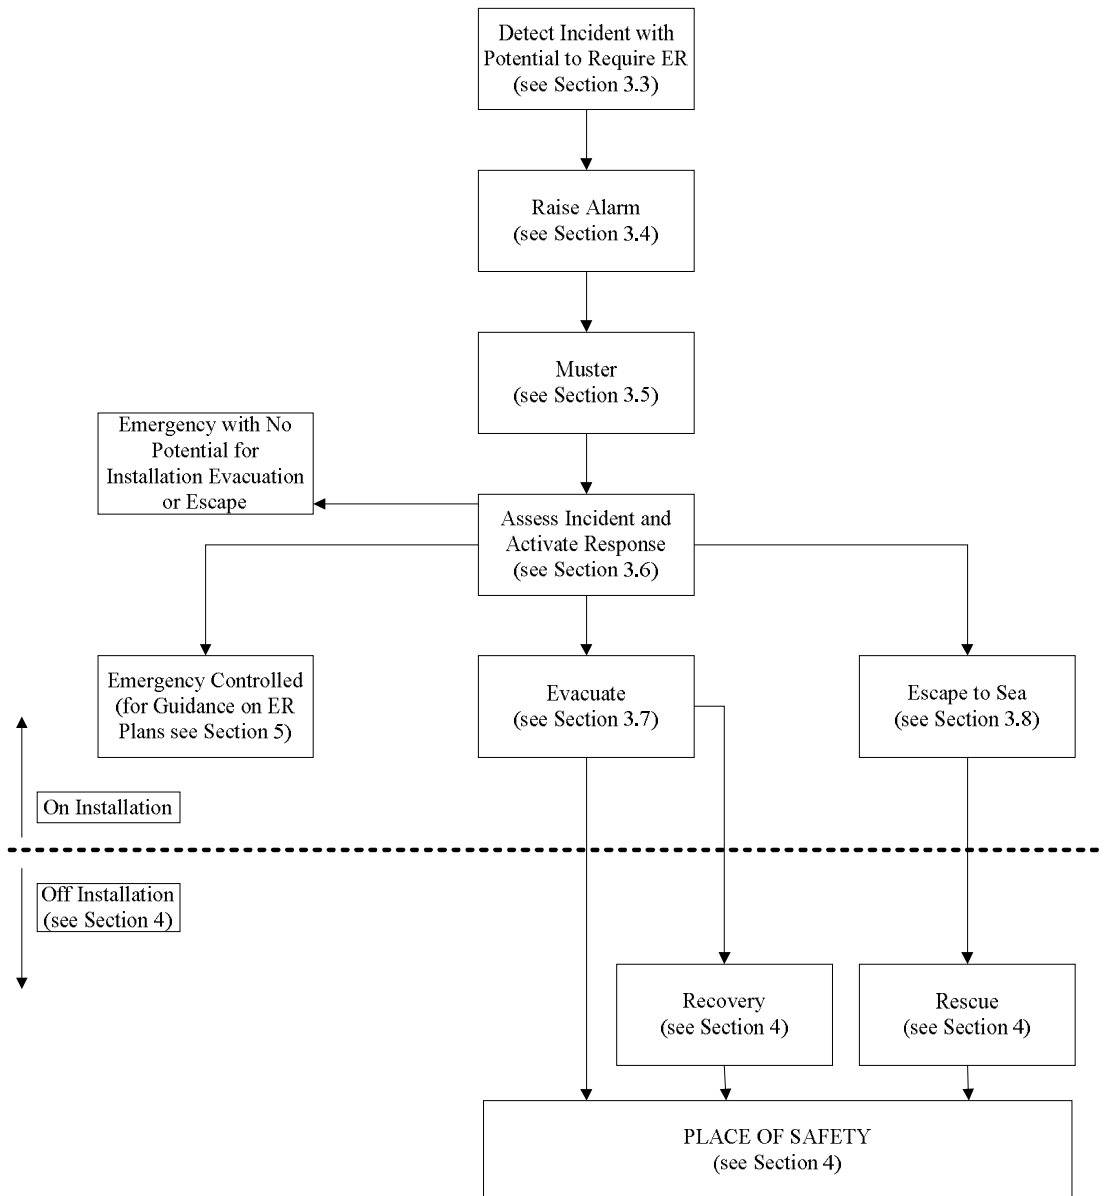 Detect Incident with
Potential to Require ER
(see Section 3.3)
Raise Alarm
(see Section 3.4)
Muster
(see Section 3.5)
Emergency with No
Potential for
Installation Evacuation
or Escape
Assess Incident and
Activate Response
(see Section 3.6)
Emergency Controlled
(for Guidance on ER
Plans see Section 5)
Evacuate
(see Section 3.7)
Escape to Sea
(see Section 3.8)
On Installation
Off Installation
(see Section 4)
Recovery
(see Section 4)
Rescue
(see Section 4)
PLACE OF SAFETY
(see Section 4)